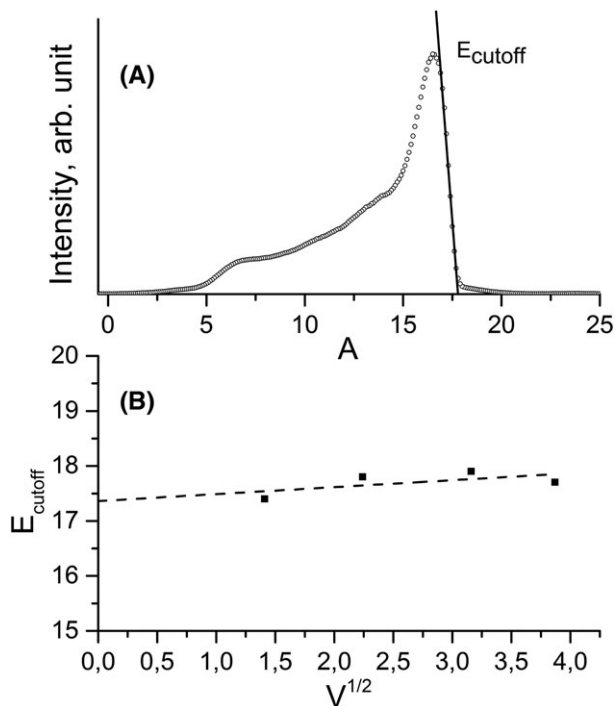 (A)
E_cutoff
Intensity, arb. unit
0 5 10 15 20 25
A
(B)
20
19
18
17
16
15
E_cutoff
0,0 0,5 1,0 1,5 2,0 2,5 3,0 3,5 4,0
V^1/2